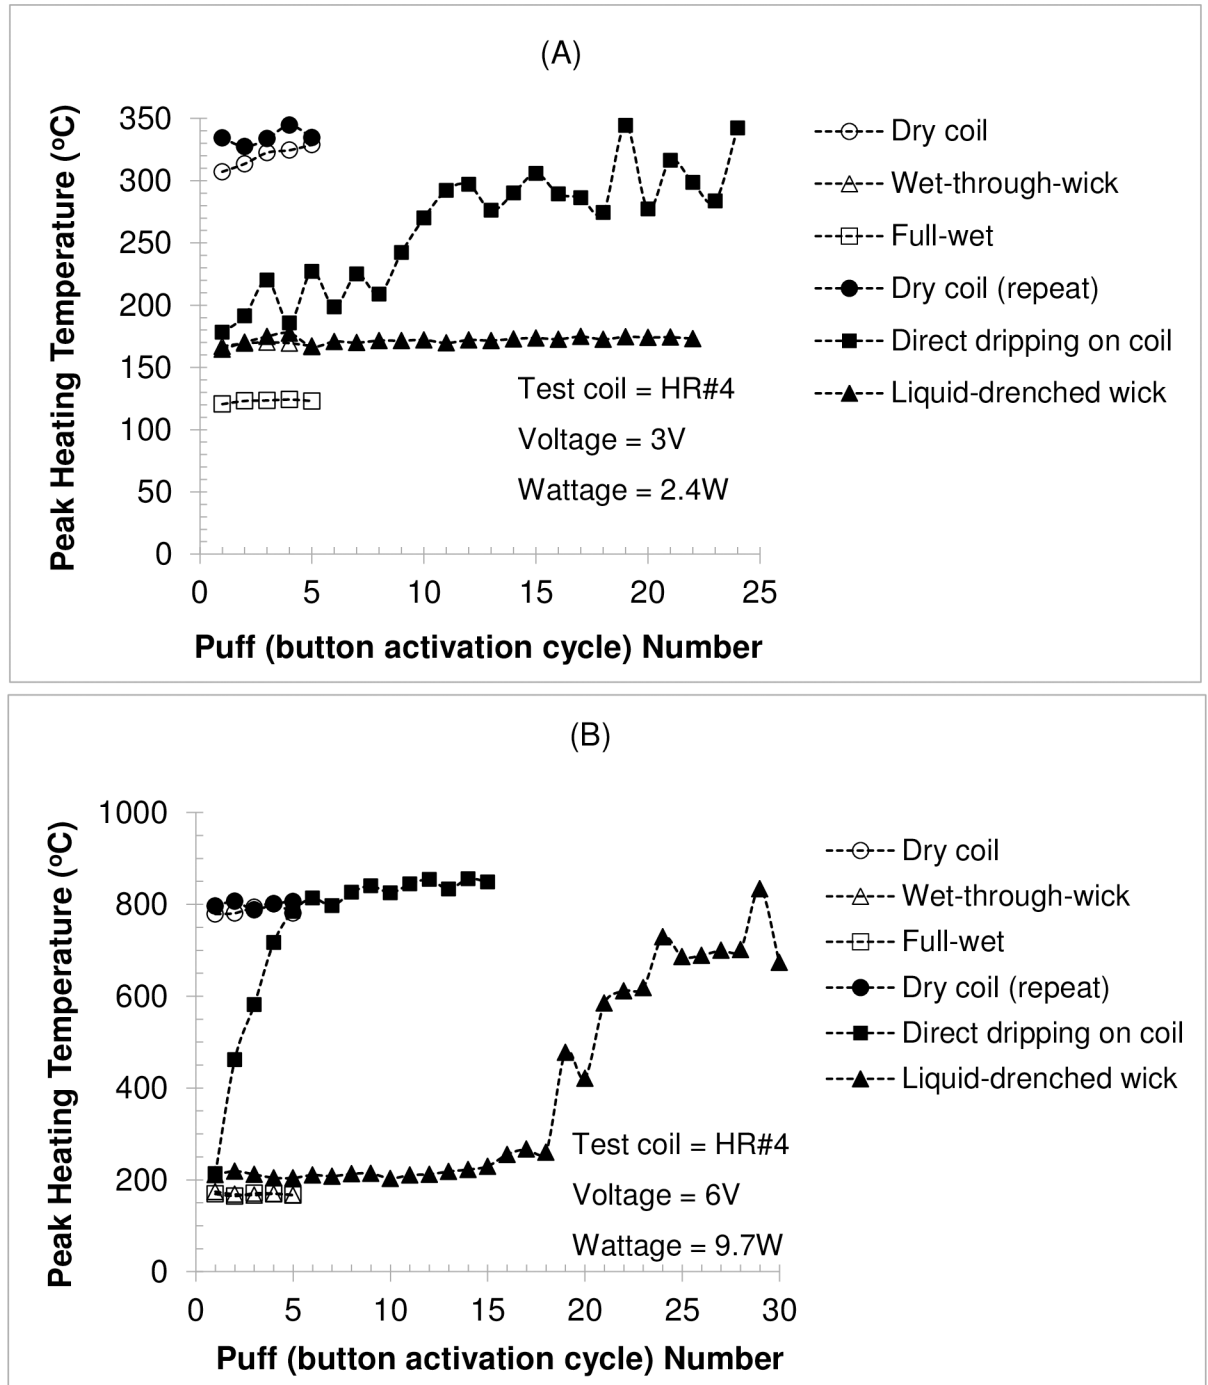 (A)
Peak Heating Temperature (ºC)
350
300
250
200
150
100
50
0
0 5 10 15 20 25
Puff (button activation cycle) Number
Test coil = HR#4
Voltage = 3V
Wattage = 2.4W
Dry coil
Wet-through-wick
Full-wet
Dry coil (repeat)
Direct dripping on coil
Liquid-drenched wick
(B)
Peak Heating Temperature (ºC)
1000
800
600
400
200
0
0 5 10 15 20 25 30
Puff (button activation cycle) Number
Test coil = HR#4
Voltage = 6V
Wattage = 9.7W
Dry coil
Wet-through-wick
Full-wet
Dry coil (repeat)
Direct dripping on coil
Liquid-drenched wick